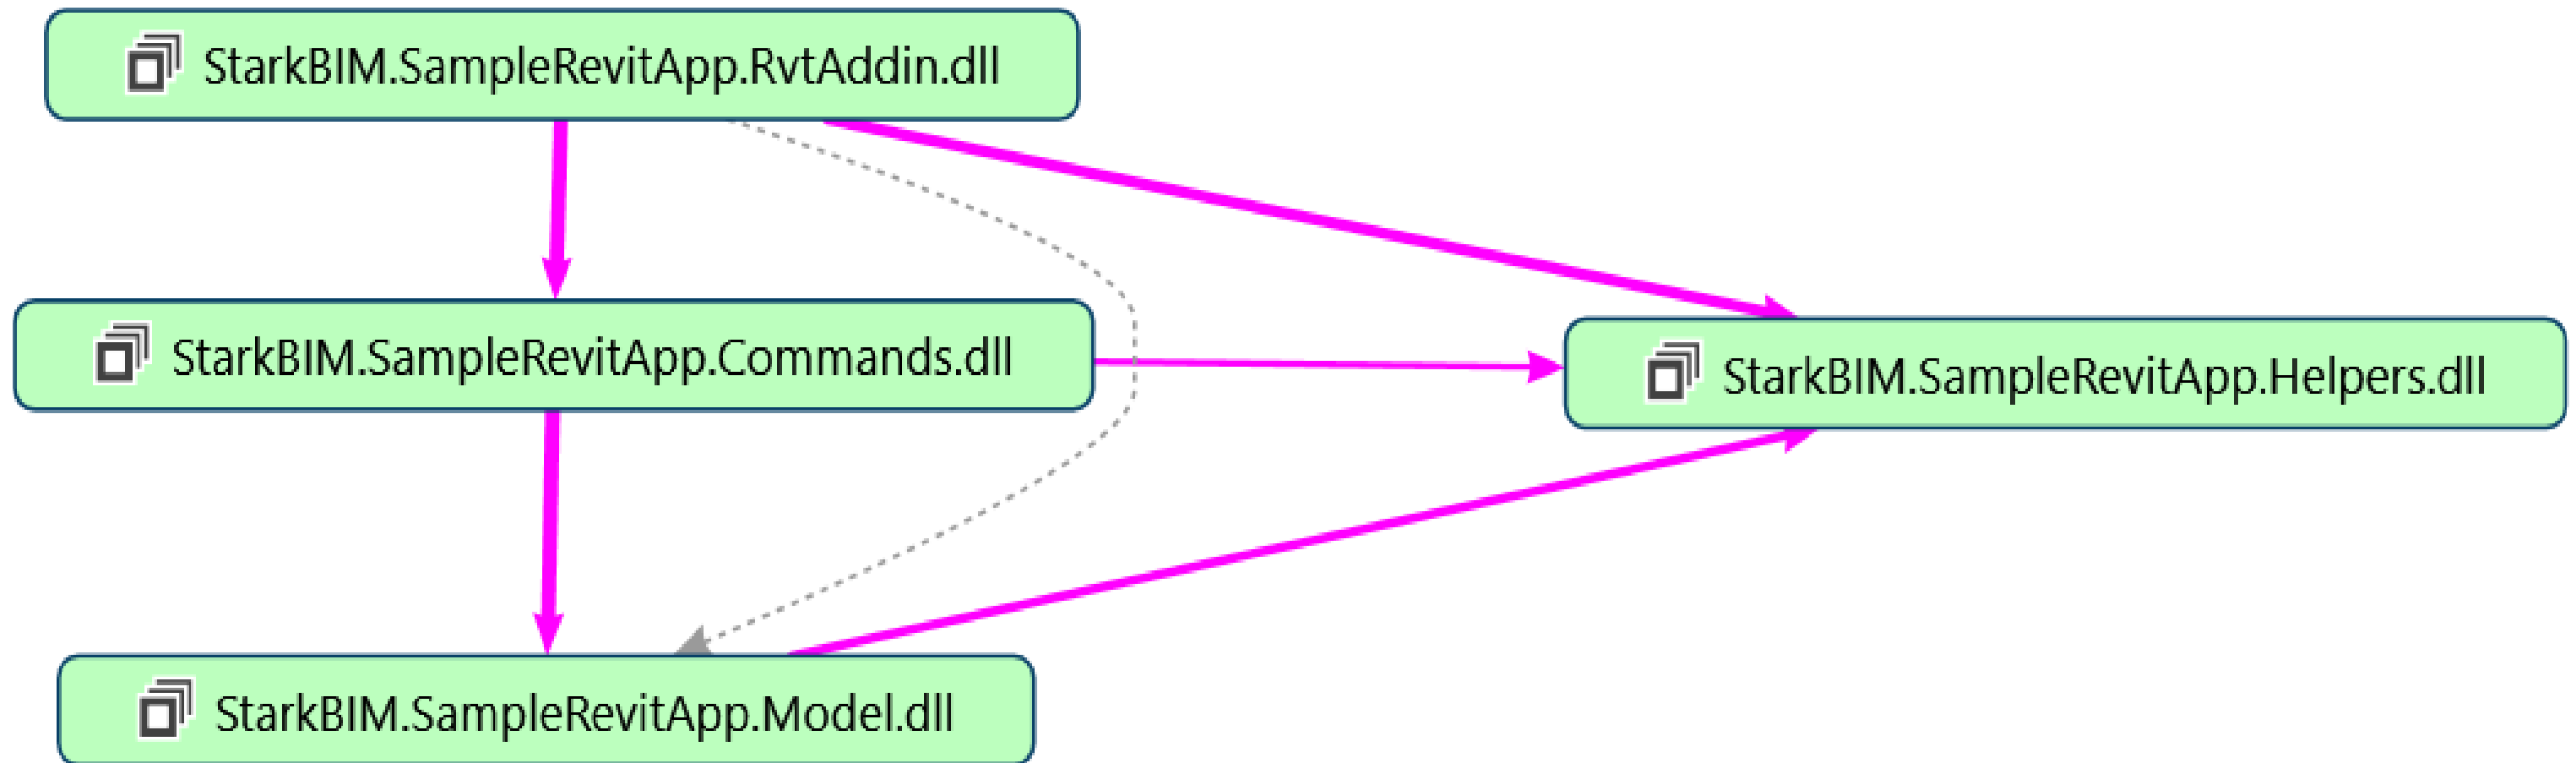 StarkBIM.SampleRevitApp.RvtAddin.dll
StarkBIM.SampleRevitApp.Commands.dll
StarkBIM.SampleRevitApp.Helpers.dll
StarkBIM.SampleRevitApp.Model.dll